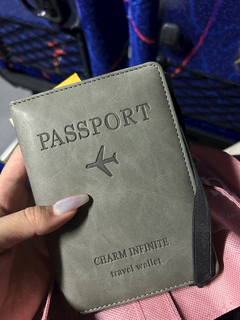 PASSPORT
CHARM INFINITE
travel wallet